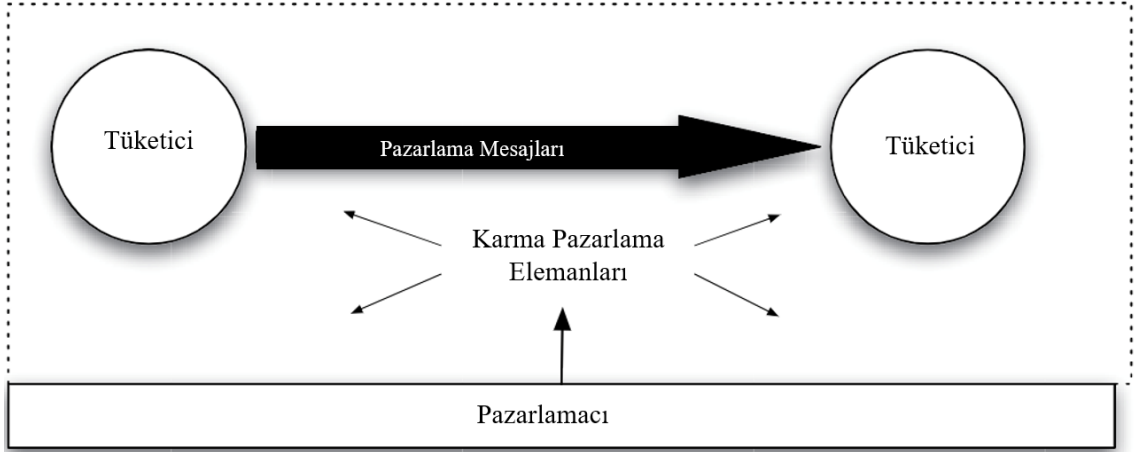 Tüketici
Pazarlama Mesajları
Tüketici
Karma Pazarlama
Elemanları
Pazarlamacı